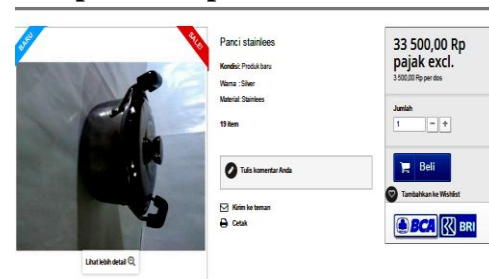 BARU
SALE!
Lihat lebih detail
Panci stainlees
Kondisi: Produk baru
Warna : Silver
Material: Stainlees
19 item
Tulis komentar Anda
Kirim ke teman
Cetak
33 500,00 Rp
pajak excl.
3 500,00 Rp per dos
Jumlah
1
Beli
Tambahkan ke Wishlist
BCA BRI